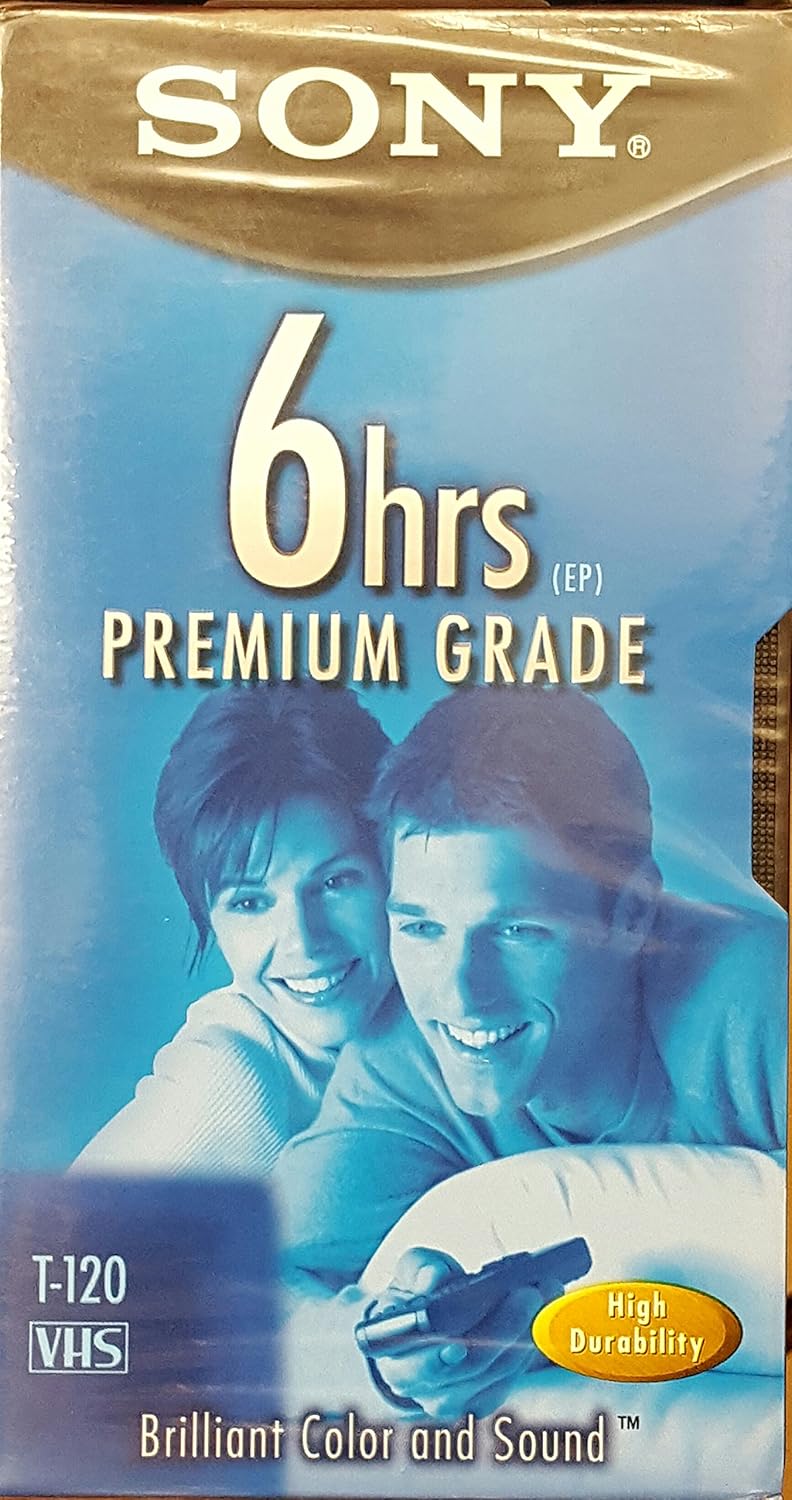 SONY®
6hrs (EP)
PREMIUM GRADE
T-120
VHS
High
Durability
Brilliant Color and Sound™